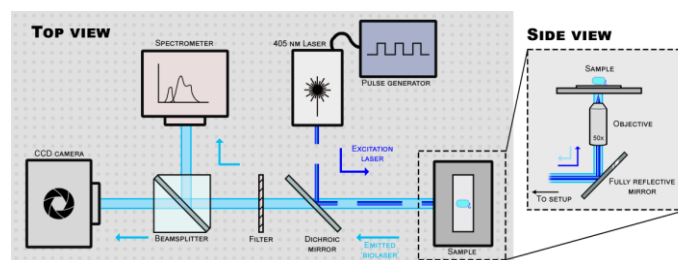 Top view
Spectrometer
405 nm Laser
Pulse generator
Excitation
laser
CCD camera
Beamsplitter
Filter
Dichroic
mirror
Emitted
biolaser
Sample
Side view
Sample
Objective
50x
Fully reflective
mirror
To setup